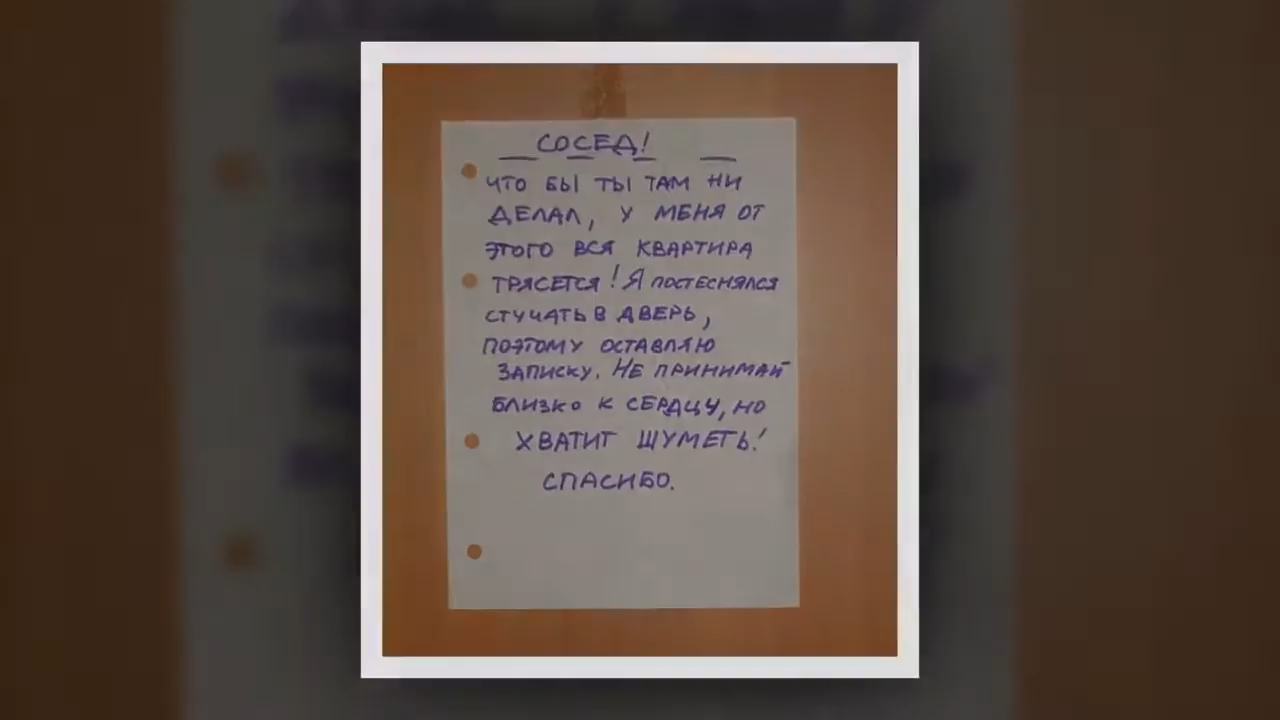 СОСЕД!
ЧТО БЫ ТЫ ТАМ НИ
ДЕЛАЛ, У МЕНЯ ОТ
ЭТОГО ВСЯ КВАРТИРА
ТРЯСЕТСЯ! Я ПОСТЕСНЯЛСЯ
СТУЧАТЬ В ДВЕРЬ,
ПОЭТОМУ ОСТАВЛЯЮ
ЗАПИСКУ. НЕ ПРИНИМАЙ
БЛИЗКО К СЕРДЦУ, НО
ХВАТИТ ШУМЕТЬ!
СПАСИБО.